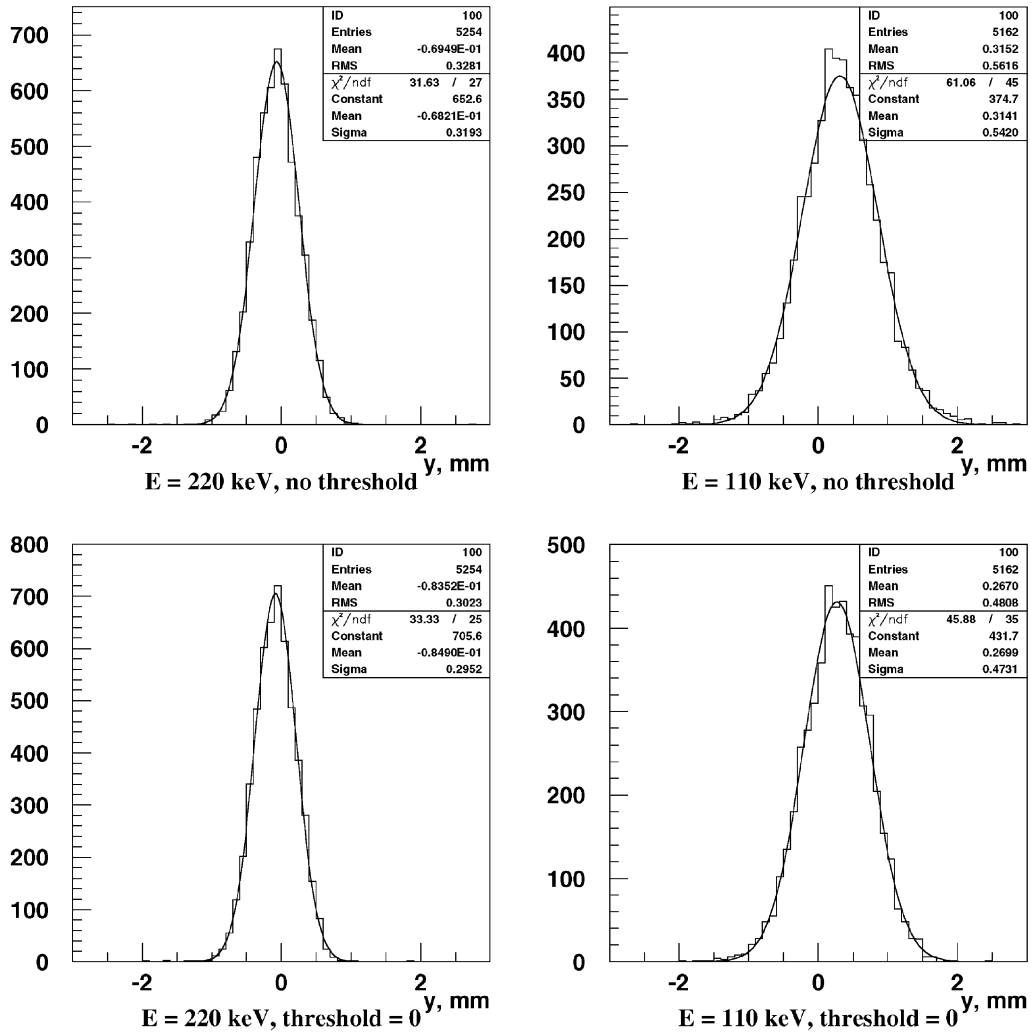 ID 100
Entries 5254
Mean -0.6949E-01
RMS 0.3281
χ²/ndf 31.63 / 27
Constant 652.6
Mean -0.6821E-01
Sigma 0.3193
700
600
500
400
300
200
100
0
-2 0 2
y, mm
E = 220 keV, no threshold
ID 100
Entries 5162
Mean 0.3152
RMS 0.5616
χ²/ndf 61.06 / 45
Constant 374.7
Mean 0.3141
Sigma 0.5420
400
350
300
250
200
150
100
50
0
-2 0 2
y, mm
E = 110 keV, no threshold
ID 100
Entries 5254
Mean -0.8352E-01
RMS 0.3023
χ²/ndf 33.33 / 25
Constant 705.6
Mean -0.8490E-01
Sigma 0.2952
800
700
600
500
400
300
200
100
0
-2 0 2
y, mm
E = 220 keV, threshold = 0
ID 100
Entries 5162
Mean 0.2670
RMS 0.4808
χ²/ndf 45.88 / 35
Constant 431.7
Mean 0.2699
Sigma 0.4731
500
400
300
200
100
0
-2 0 2
y, mm
E = 110 keV, threshold = 0